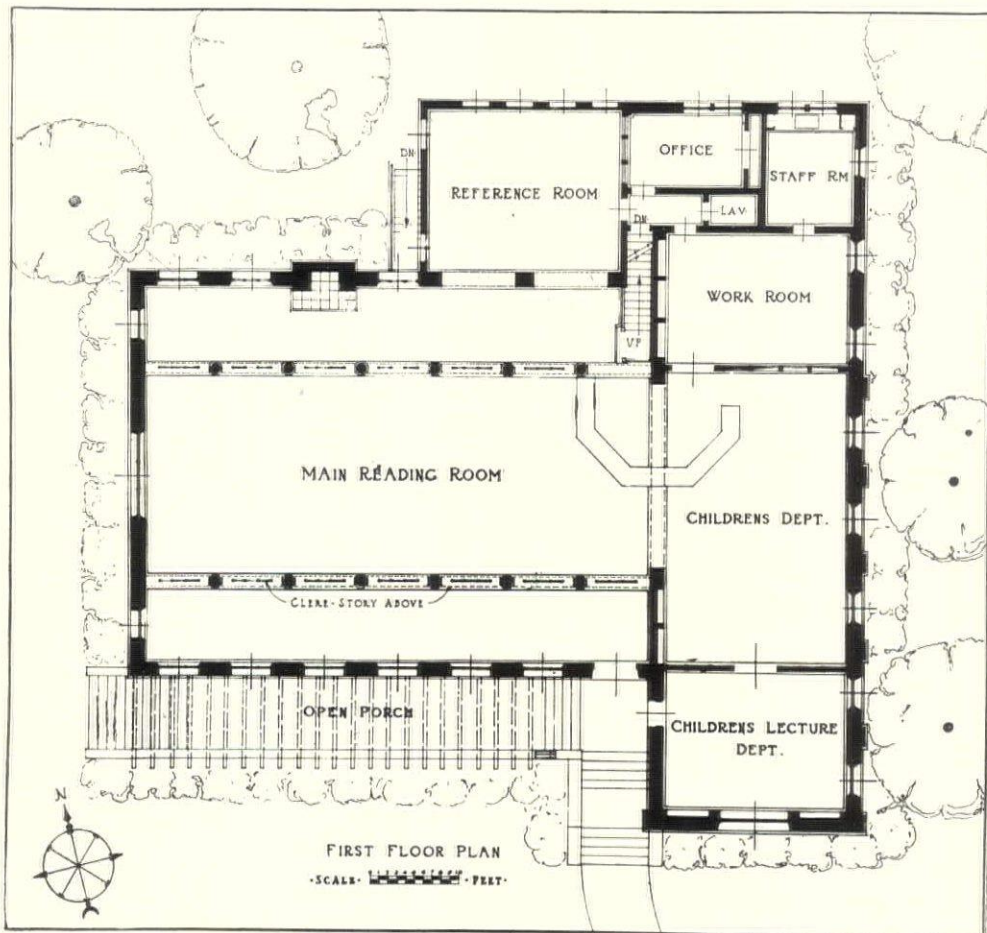 DN
REFERENCE ROOM
OFFICE
STAFF RM
LAV
DN
WORK ROOM
UP
MAIN READING ROOM
CHILDRENS DEPT.
CLERE-STORY ABOVE
OPEN PORCH
CHILDRENS LECTURE
DEPT.
N
FIRST FLOOR PLAN
·SCALE· ·FEET·